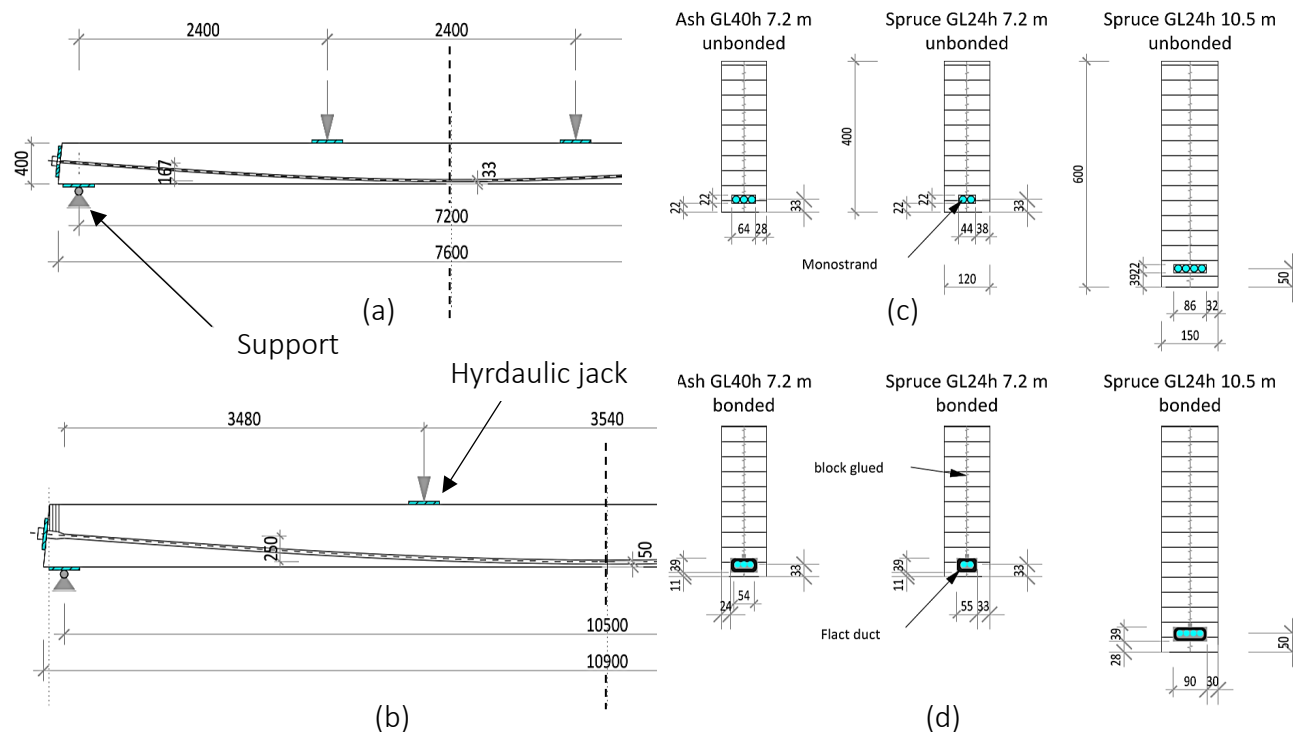 2400
2400
400
167
33
7200
7600
(a)
Support
Hyrdaulic jack
3480
3540
250
50
10500
10900
(b)
Ash GL40h 7.2 m
unbonded
Spruce GL24h 7.2 m
unbonded
Spruce GL24h 10.5 m
unbonded
400
600
22
22
33
64
28
22
22
33
44
38
Monostrand
120
39
22
50
86
32
150
(c)
Ash GL40h 7.2 m
bonded
Spruce GL24h 7.2 m
bonded
Spruce GL24h 10.5 m
bonded
block glued
39
11
33
54
24
39
11
33
55
33
Flact duct
39
28
50
90
30
(d)